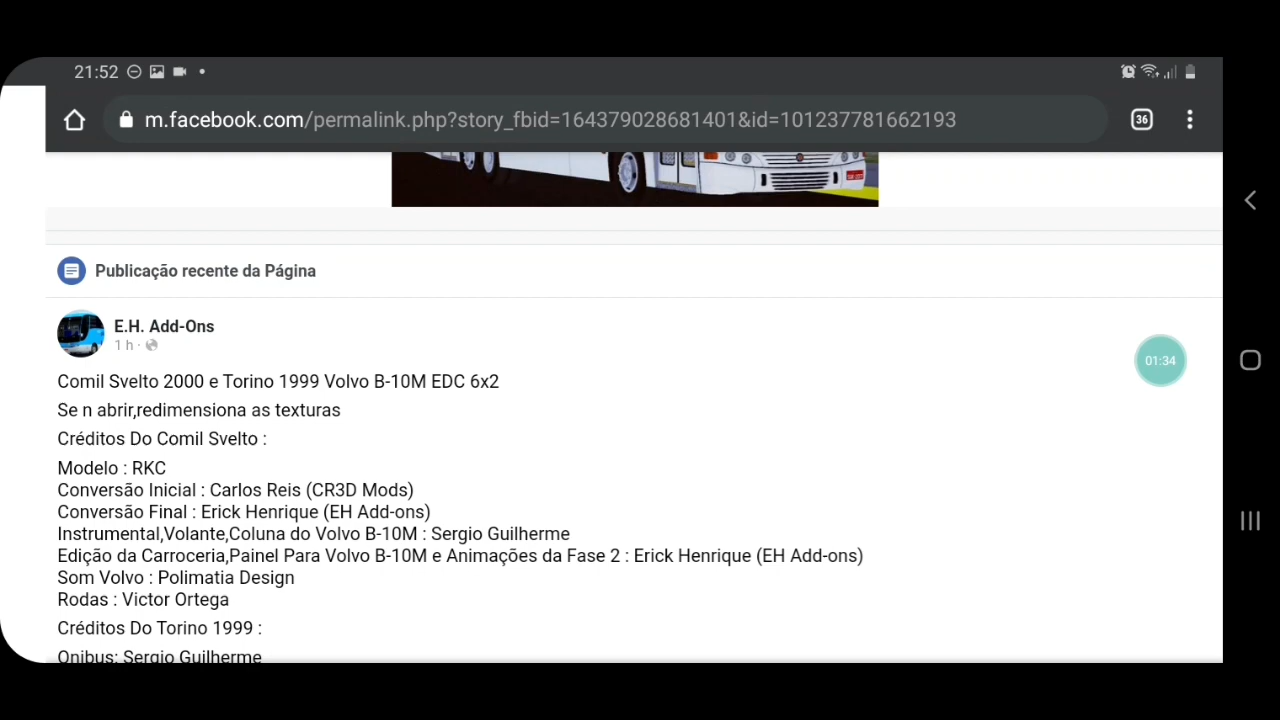 21:52
m.facebook.com/permalink.php?story_fbid=164379028681401&id=101237781662193
36
Publicação recente da Página
E.H. Add-Ons
1 h ·
01:34
Comil Svelto 2000 e Torino 1999 Volvo B-10M EDC 6x2
Se n abrir,redimensiona as texturas
Créditos Do Comil Svelto :
Modelo : RKC
Conversão Inicial : Carlos Reis (CR3D Mods)
Conversão Final : Erick Henrique (EH Add-ons)
Instrumental,Volante,Coluna do Volvo B-10M : Sergio Guilherme
Edição da Carroceria,Painel Para Volvo B-10M e Animações da Fase 2 : Erick Henrique (EH Add-ons)
Som Volvo : Polimatia Design
Rodas : Victor Ortega
Créditos Do Torino 1999 :
Onibus: Sergio Guilherme